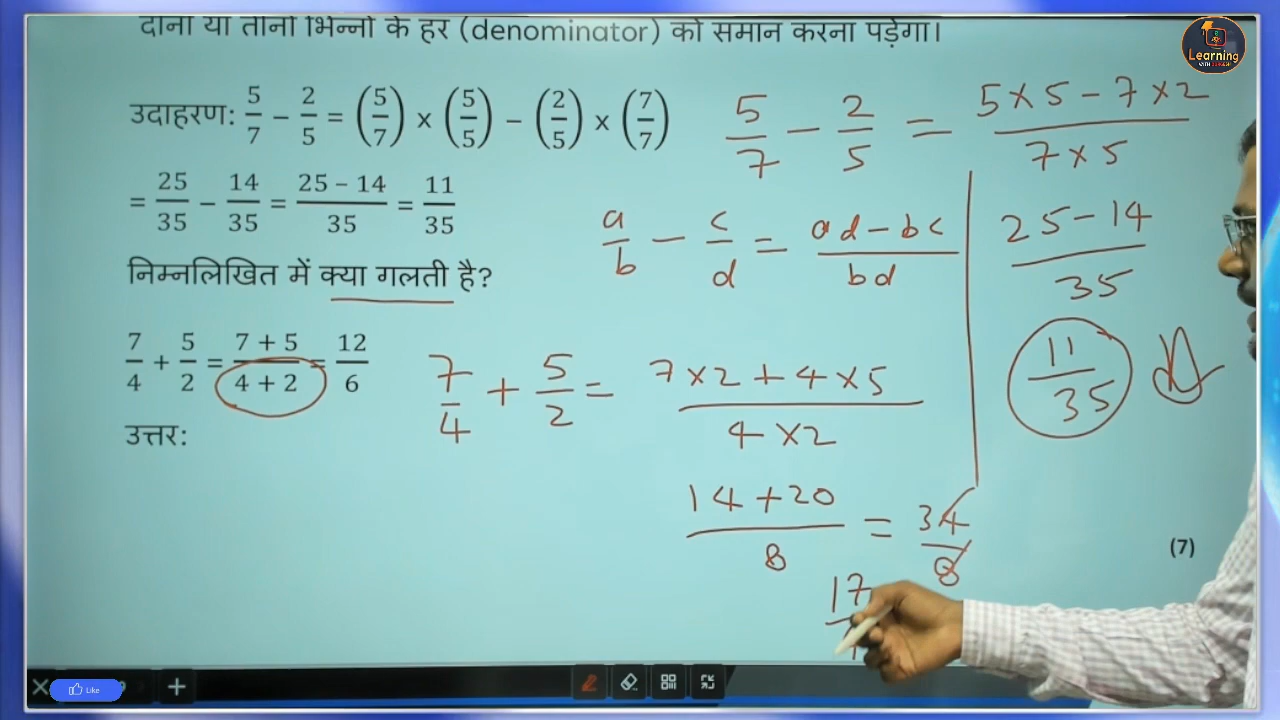 दोनों या तीनों भिन्नों के हर (denominator) को समान करना पड़ेगा।
Learning
उदाहरण: 5/7 − 2/5 = (5/7) × (5/5) − (2/5) × (7/7)
= 25/35 − 14/35 = (25 − 14)/35 = 11/35
निम्नलिखित में क्या गलती है?
7/4 + 5/2 = (7 + 5)/(4 + 2) = 12/6
उत्तर:
5/7 − 2/5 = (5×5 − 7×2)/(7×5)
(25−14)/35
11/35
a/b − c/d = (ad − bc)/(bd)
7/4 + 5/2 = (7×2 + 4×5)/(4×2)
(14+20)/8 = 34/8
17
(7)
Like